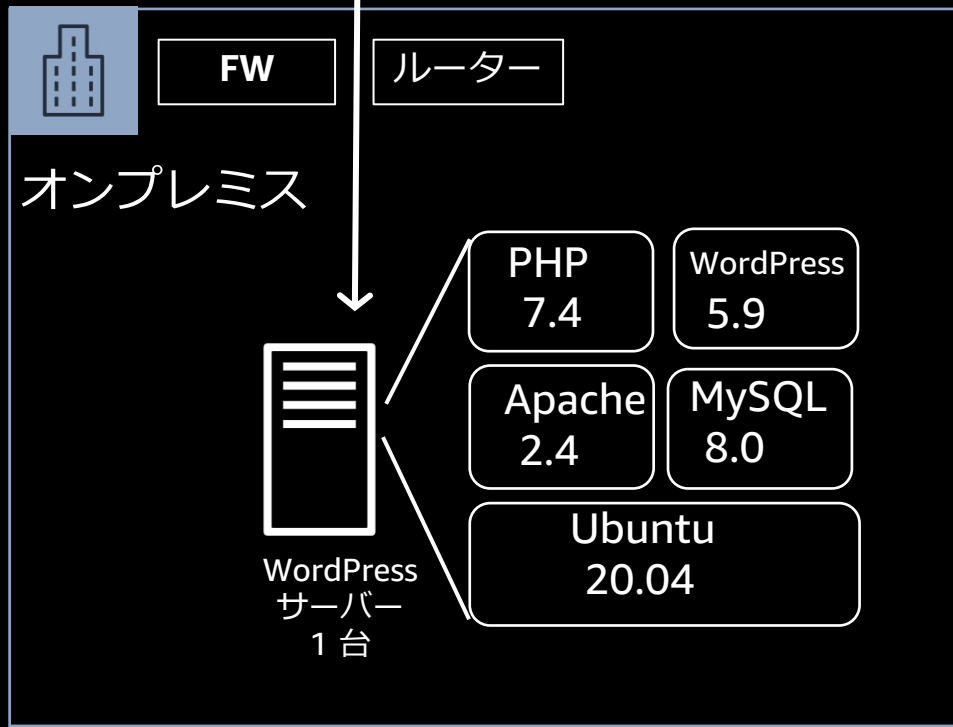 FW
ルーター
オンプレミス
PHP
7.4
WordPress
5.9
Apache
2.4
MySQL
8.0
Ubuntu
20.04
WordPress
サーバー
1 台